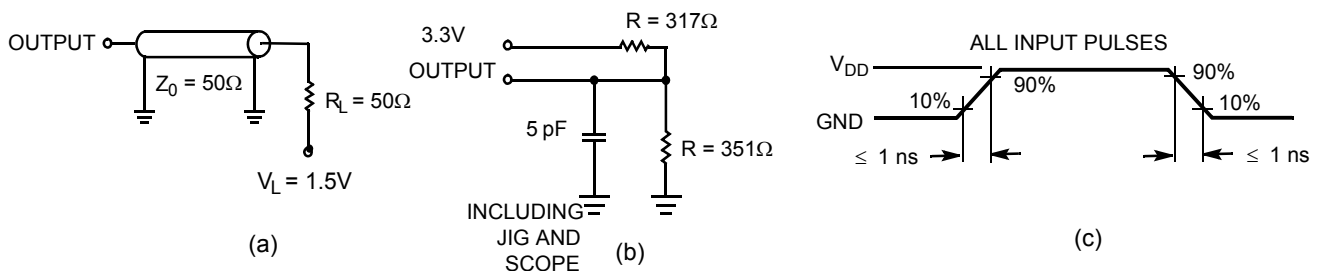 OUTPUT
Z0 = 50Ω
RL = 50Ω
VL = 1.5V
(a)
R = 317Ω
3.3V
OUTPUT
5 pF
R = 351Ω
INCLUDING
JIG AND
SCOPE
(b)
ALL INPUT PULSES
VDD
90%
90%
10%
10%
GND
≤ 1 ns
≤ 1 ns
(c)